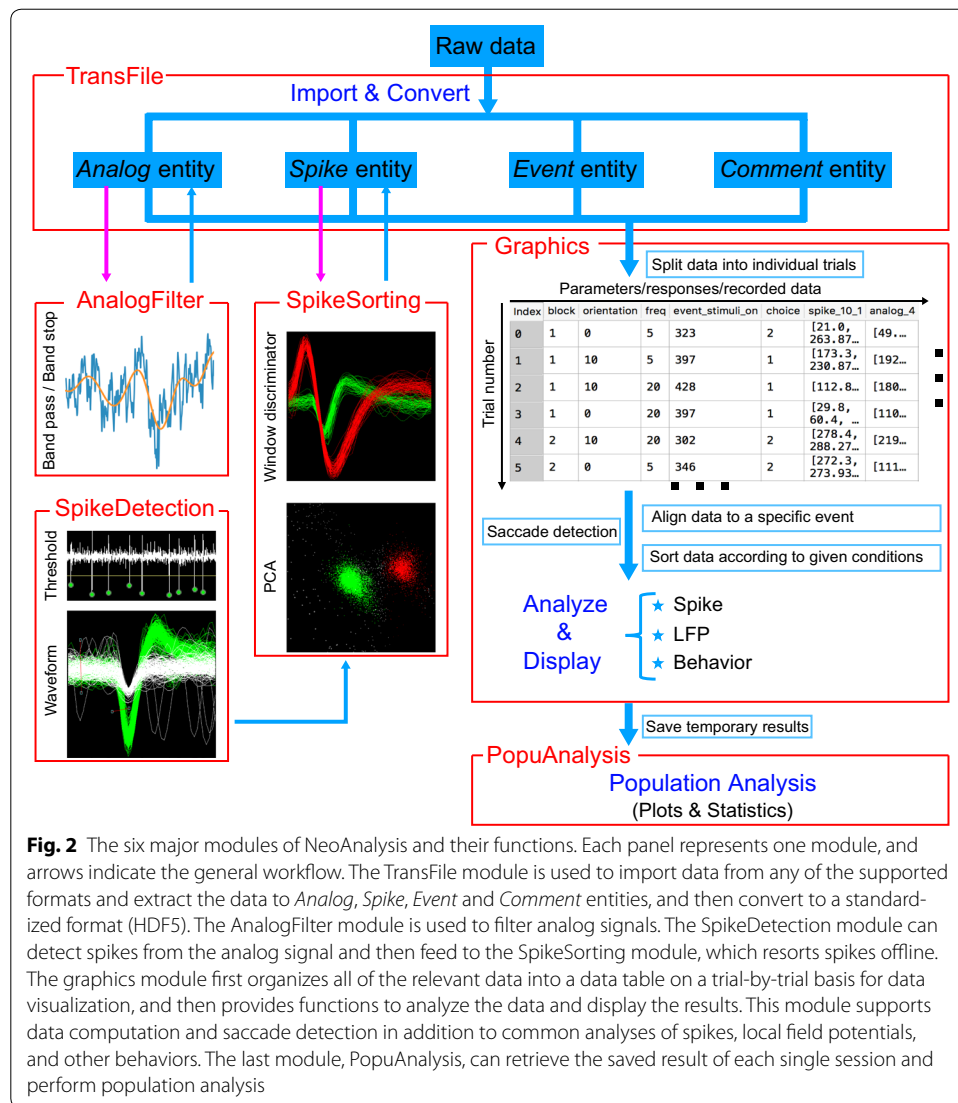 Raw data
TransFile
Import & Convert
Analog entity
Spike entity
Event entity
Comment entity
AnalogFilter
Band pass / Band stop
SpikeSorting
Window discriminator
PCA
SpikeDetection
Threshold
Waveform
Graphics
Split data into individual trials
Parameters/responses/recorded data
Trial number
Index block orientation freq event_stimuli_on choice spike_10_1 analog_4
0 1 0 5 323 2 [21.0, 263.87… [49.…
1 1 10 5 397 1 [173.3, 230.87… [192…
2 1 10 20 428 1 [112.8… [180…
3 1 0 20 397 1 [29.8, 60.4, … [110…
4 2 10 20 302 2 [278.4, 288.27… [219…
5 2 0 5 346 2 [272.3, 273.93… [111…
Saccade detection
Align data to a specific event
Sort data according to given conditions
Analyze
&
Display
Spike
LFP
Behavior
Save temporary results
PopuAnalysis
Population Analysis
(Plots & Statistics)
Fig. 2 The six major modules of NeoAnalysis and their functions. Each panel represents one module, and
arrows indicate the general workflow. The TransFile module is used to import data from any of the supported
formats and extract the data to Analog, Spike, Event and Comment entities, and then convert to a standard-
ized format (HDF5). The AnalogFilter module is used to filter analog signals. The SpikeDetection module can
detect spikes from the analog signal and then feed to the SpikeSorting module, which resorts spikes offline.
The graphics module first organizes all of the relevant data into a data table on a trial-by-trial basis for data
visualization, and then provides functions to analyze the data and display the results. This module supports
data computation and saccade detection in addition to common analyses of spikes, local field potentials,
and other behaviors. The last module, PopuAnalysis, can retrieve the saved result of each single session and
perform population analysis